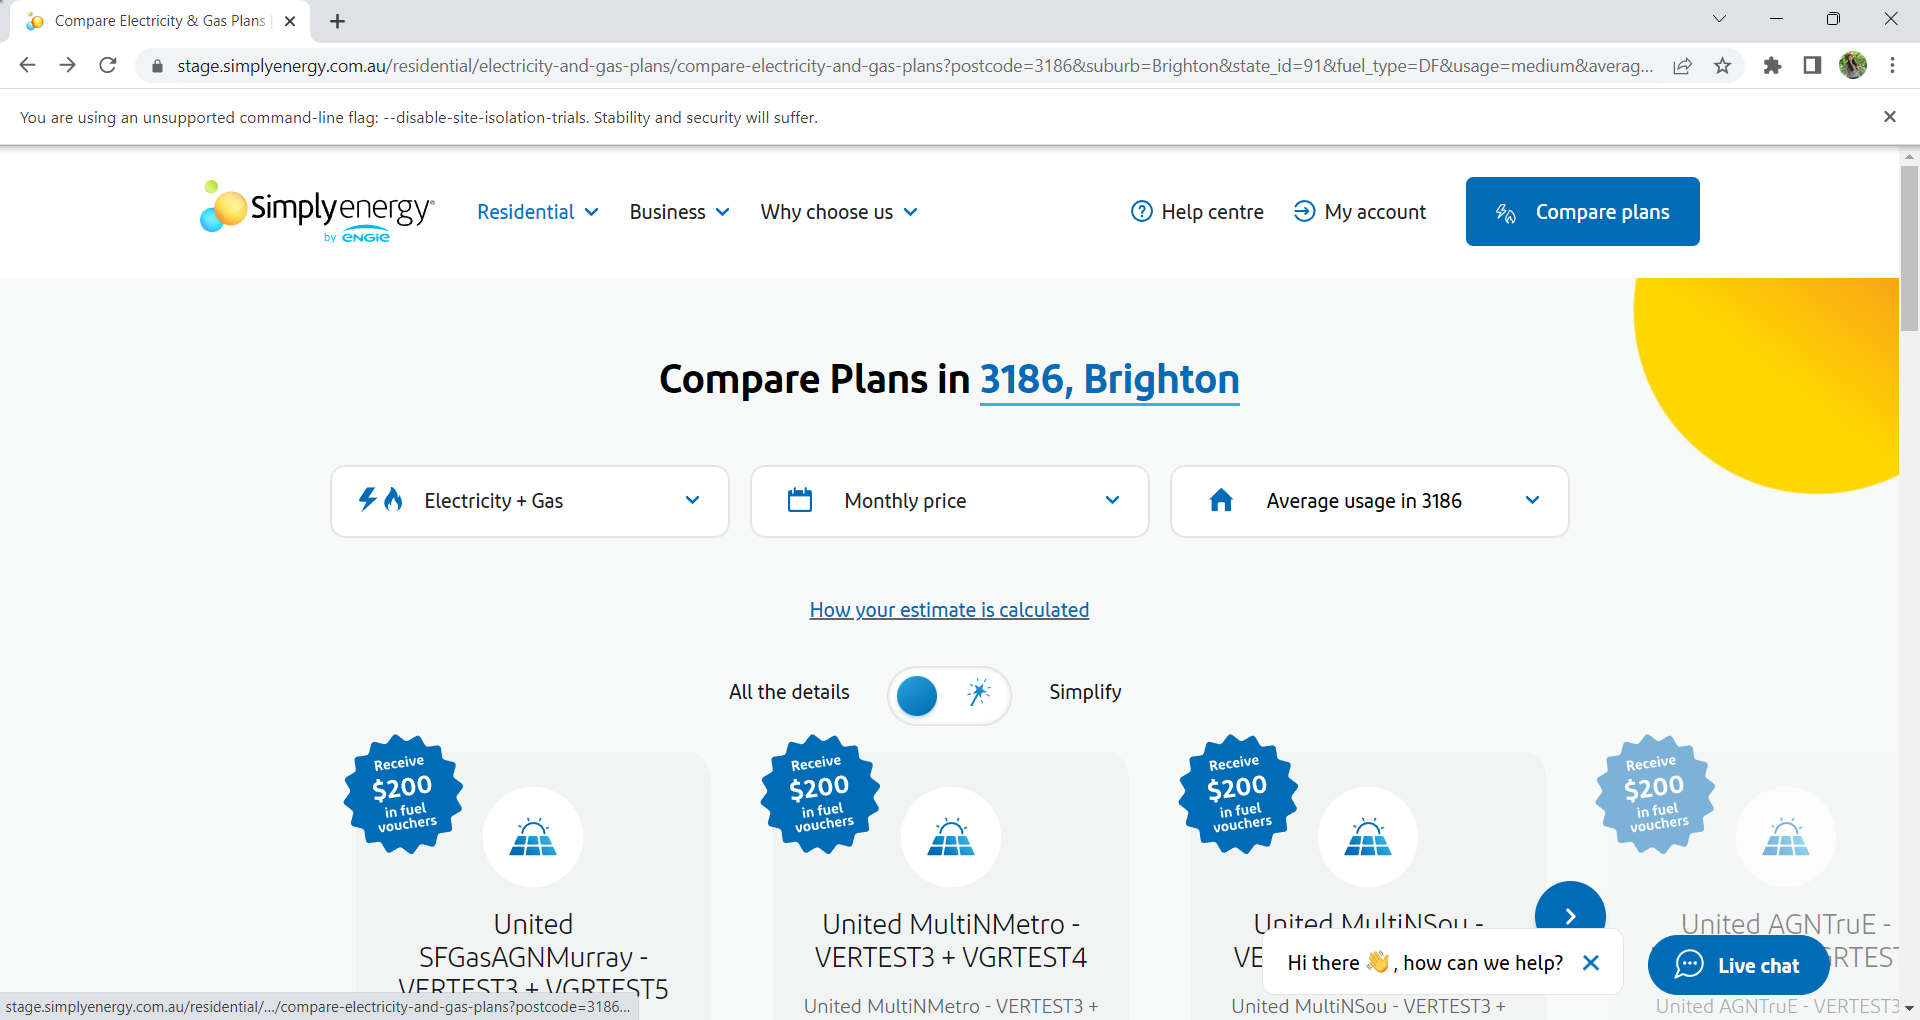 Compare Electricity & Gas Plans
stage.simplyenergy.com.au/residential/electricity-and-gas-plans/compare-electricity-and-gas-plans?postcode=3186&suburb=Brighton&state_id=91&fuel_type=DF&usage=medium&averag...
You are using an unsupported command-line flag: --disable-site-isolation-trials. Stability and security will suffer.
Simplyenergy®
by ENGIE
Residential
Business
Why choose us
Help centre
My account
Compare plans
Compare Plans in 3186, Brighton
Electricity + Gas
Monthly price
Average usage in 3186
How your estimate is calculated
All the details
Simplify
Receive
$200
in fuel
vouchers
United
SFGasAGNMurray -
VERTEST3 + VGRTEST5
Receive
$200
in fuel
vouchers
United MultiNMetro -
VERTEST3 + VGRTEST4
United MultiNMetro - VERTEST3 +
Receive
$200
in fuel
vouchers
United MultiNSou -
VE
United MultiNSou - VERTEST3 +
Receive
$200
in fuel
vouchers
United AGNTruE -
GRTEST
United AGNTruE - VERTEST3
Hi there 👋, how can we help?
Live chat
stage.simplyenergy.com.au/residential/.../compare-electricity-and-gas-plans?postcode=3186...